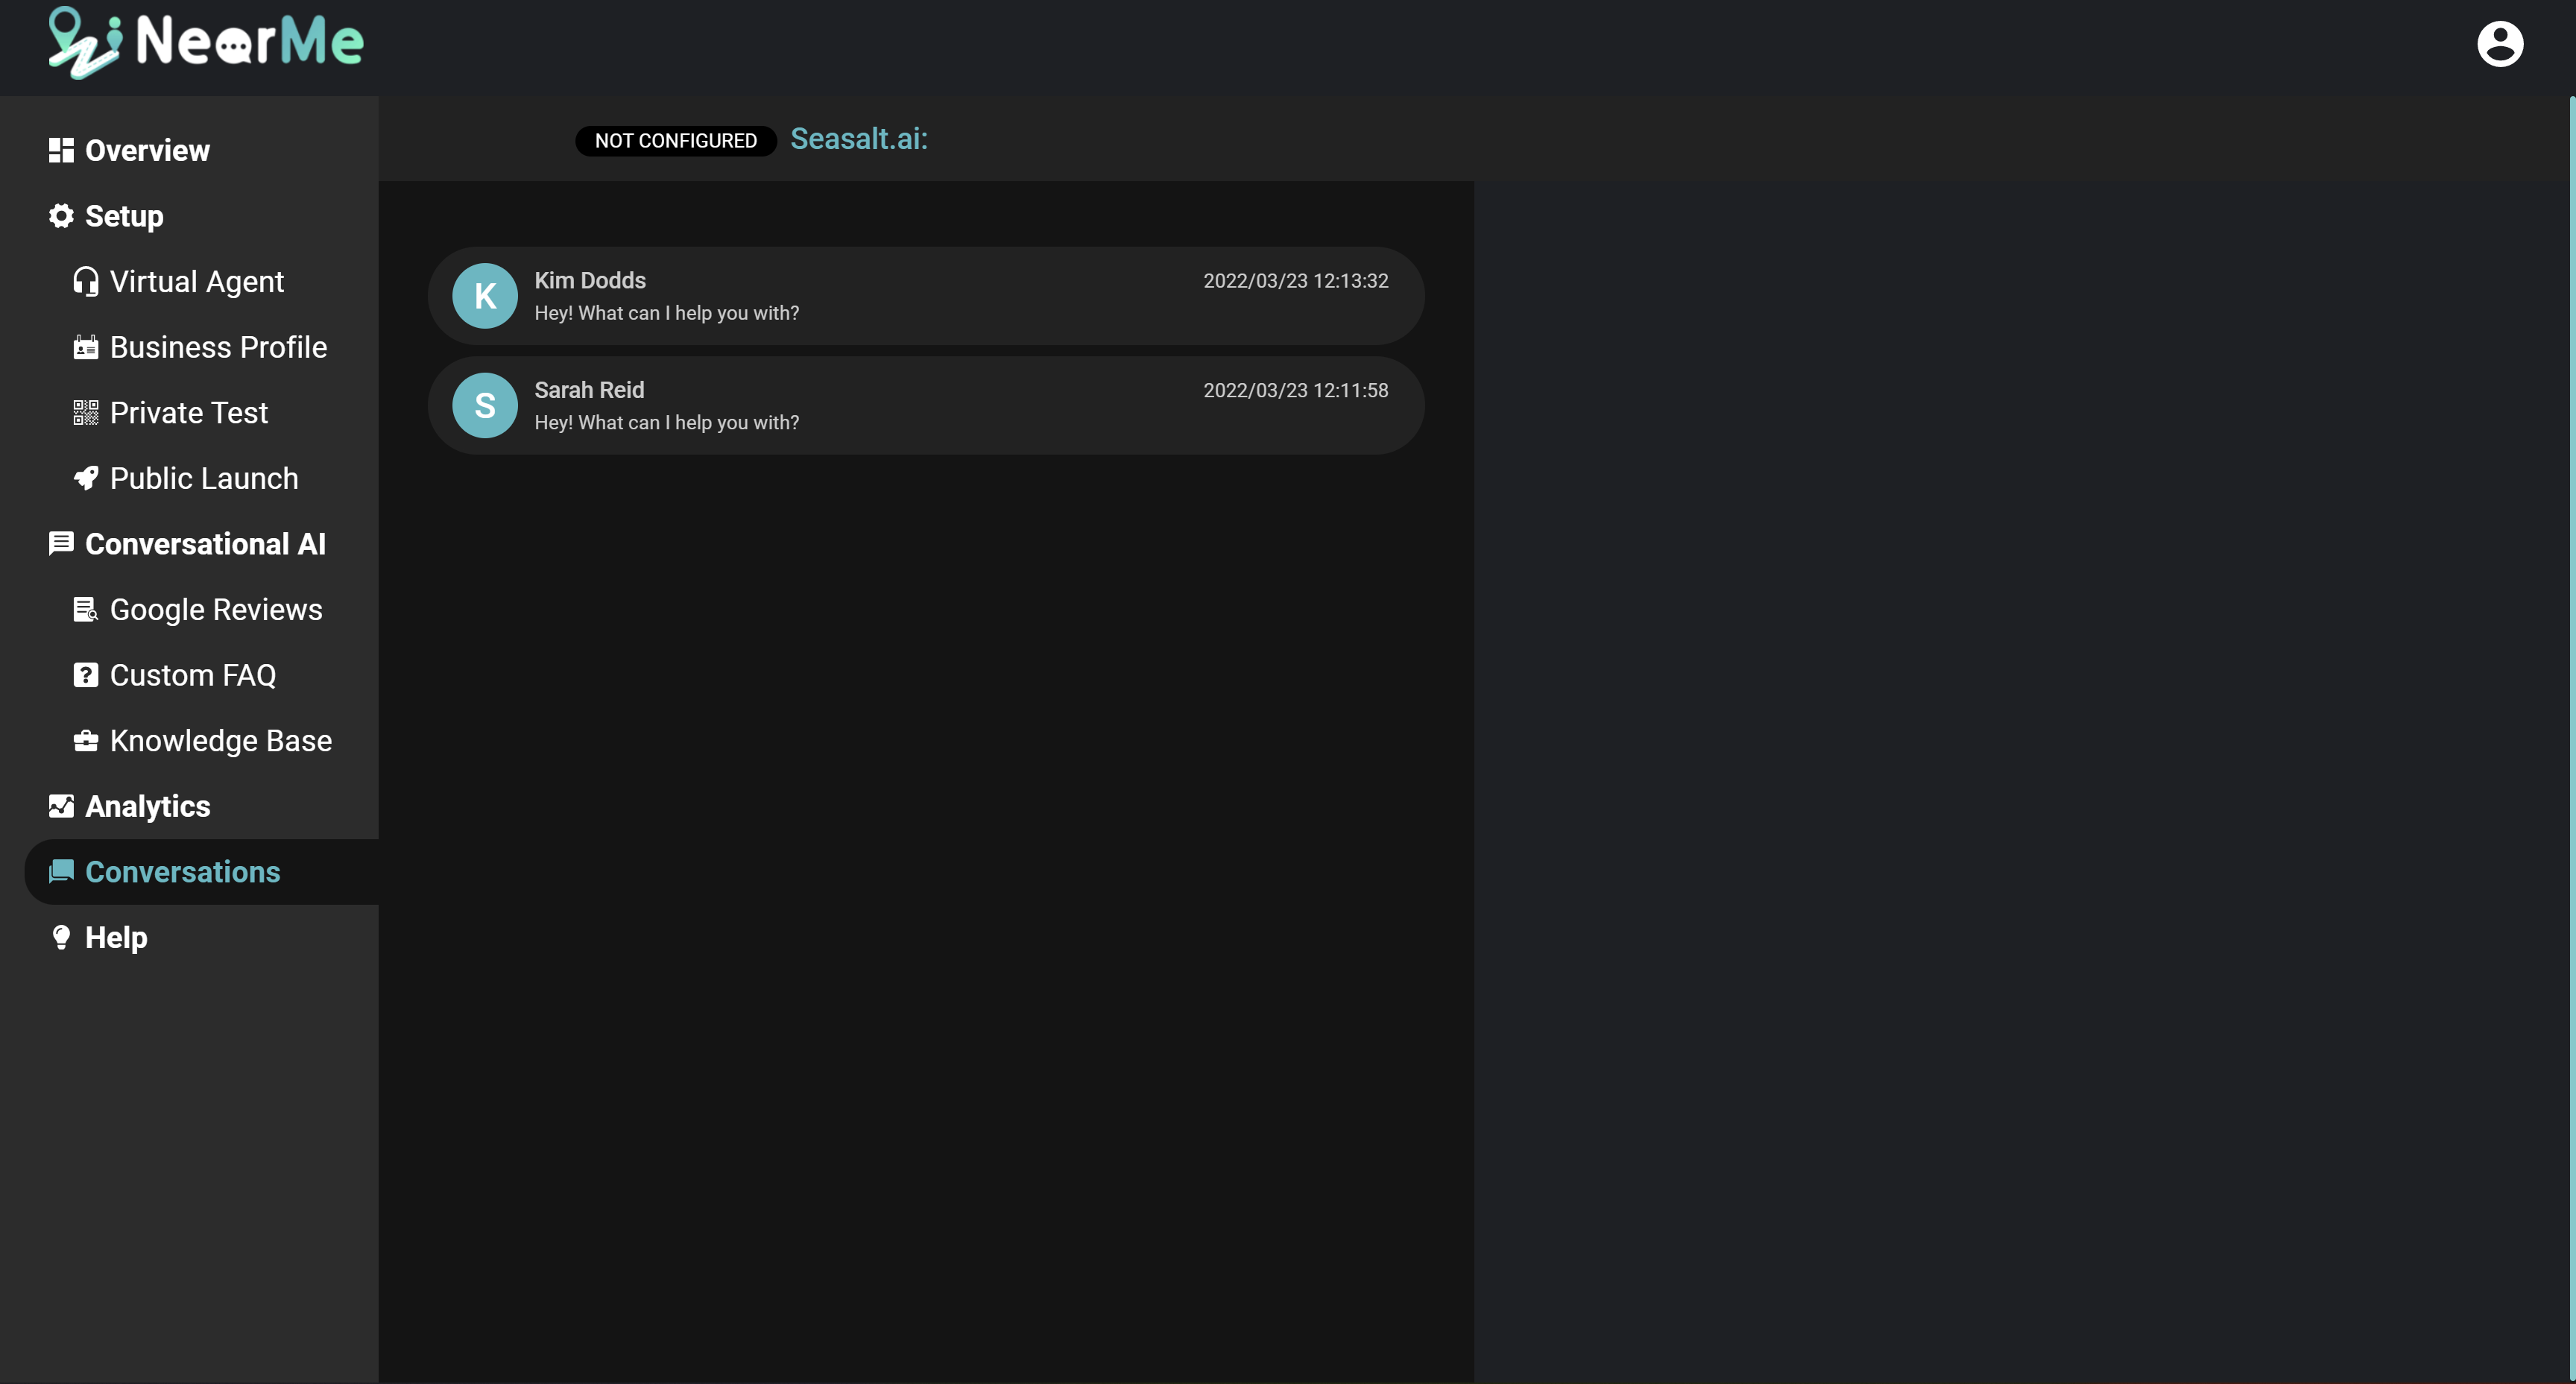 NearMe
NOT CONFIGURED Seasalt.ai:
Overview
Setup
Virtual Agent
Business Profile
Private Test
Public Launch
Conversational AI
Google Reviews
Custom FAQ
Knowledge Base
Analytics
Conversations
Help
K
Kim Dodds 2022/03/23 12:13:32
Hey! What can I help you with?
S
Sarah Reid 2022/03/23 12:11:58
Hey! What can I help you with?